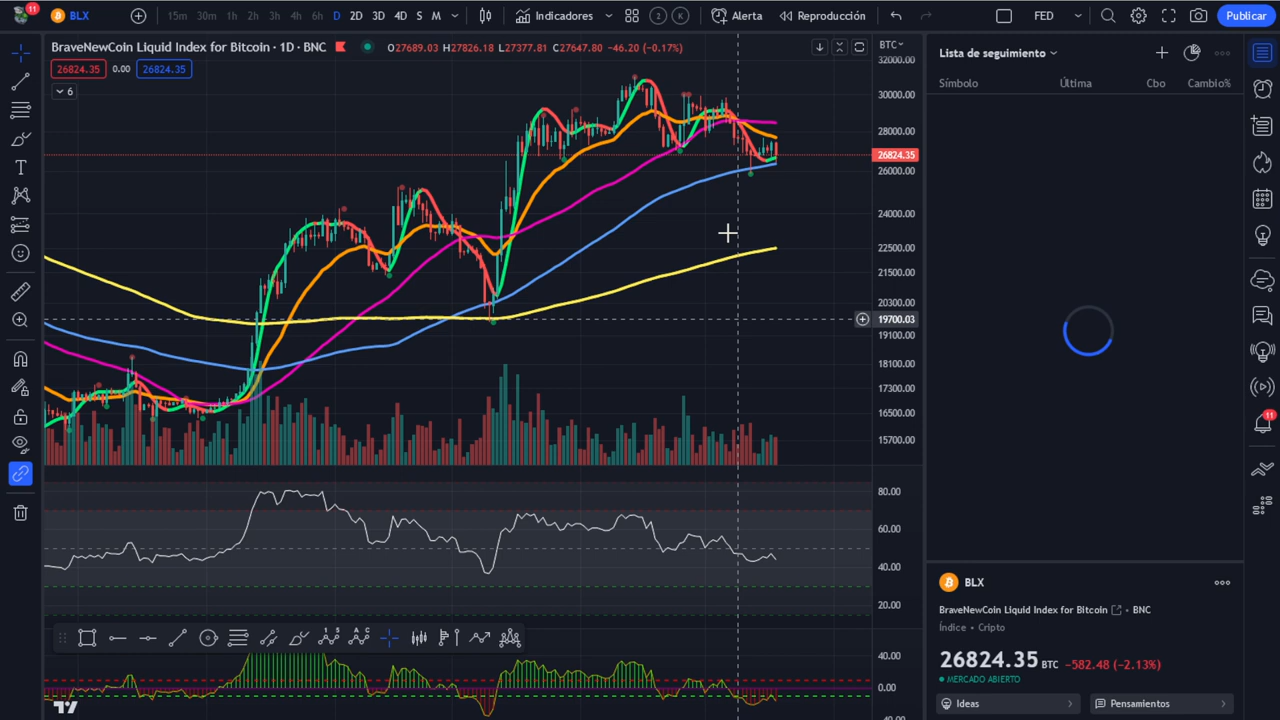 11 BLX 15m 30m 1h 2h 3h 4h 6h D 2D 3D 4D S M Indicadores 2 K Alerta Reproducción FED Publicar
BraveNewCoin Liquid Index for Bitcoin · 1D · BNC O27689.03 H27826.18 L27377.81 C27647.80 −46.20 (−0.17%) BTC
26824.35 0.00 26824.35
6
32000.00
30000.00
28000.00
26824.35
26000.00
24000.00
22500.00
21500.00
20300.00
19700.03
19100.00
18100.00
17300.00
16500.00
15700.00
80.00
60.00
40.00
20.00
40.00
0.00
-40.00
Lista de seguimiento
Símbolo Última Cbo Cambio%
11
BLX
BraveNewCoin Liquid Index for Bitcoin • BNC
Índice • Cripto
26824.35 BTC −582.48 (−2.13%)
MERCADO ABIERTO
Ideas Pensamientos